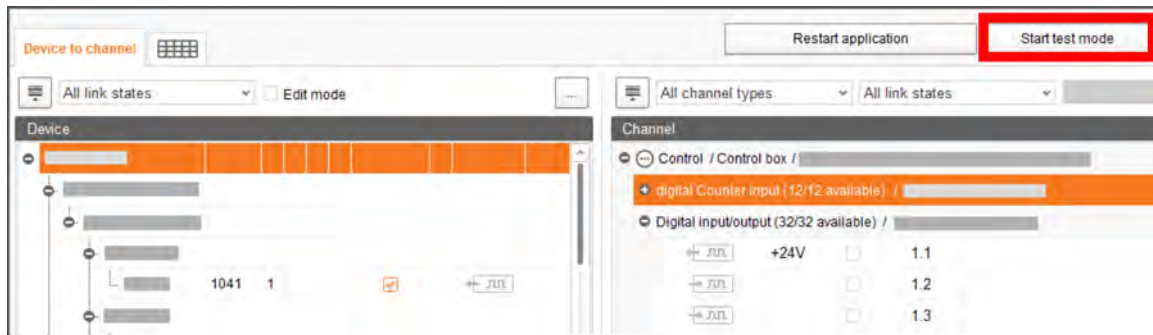 Device to channel
Restart application
Start test mode
All link states
Edit mode
...
All channel types
All link states
Device
Channel
Control / Control box /
digital Counter input (12/12 available) /
Digital input/output (32/32 available) /
+24V 1.1
1041 1
1.2
1.3